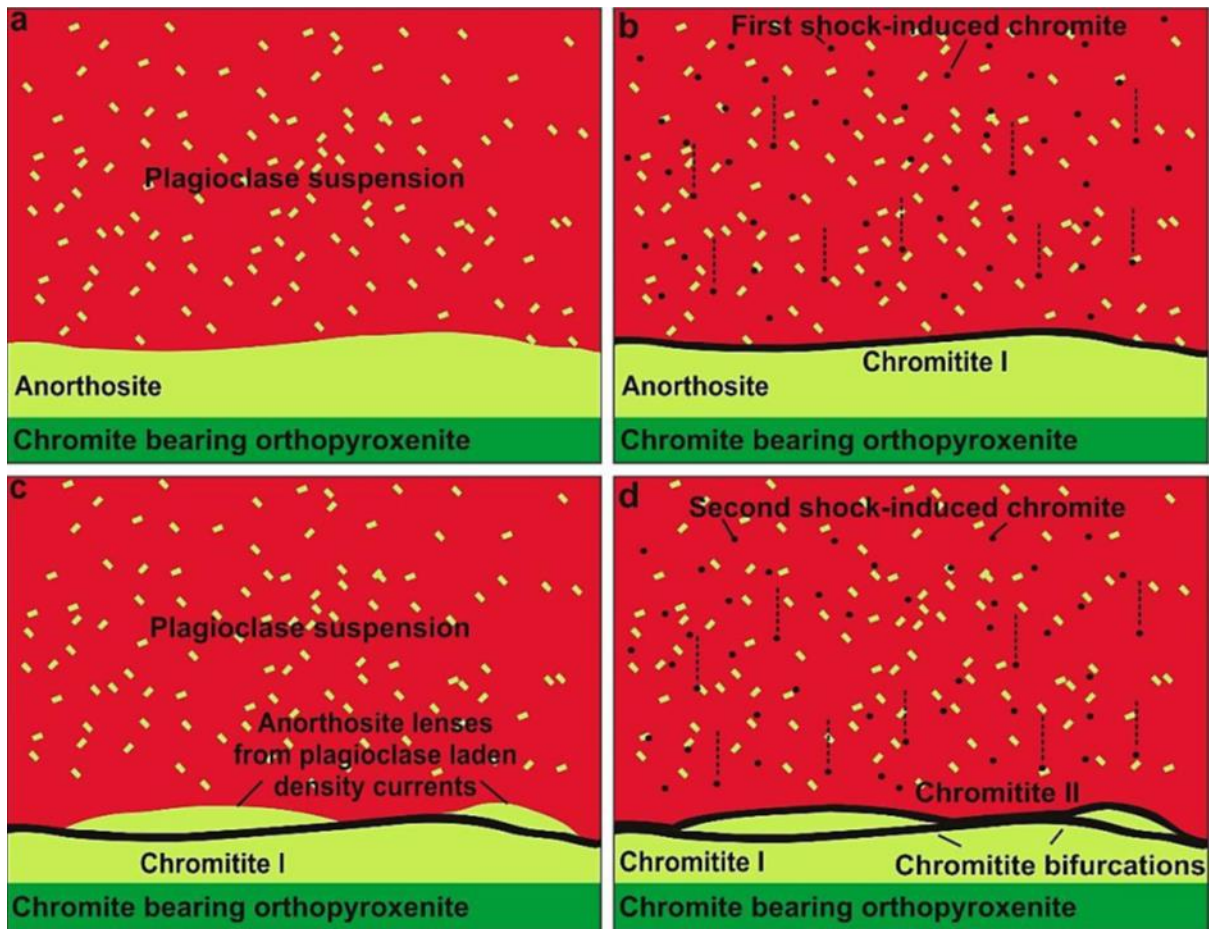 a
Plagioclase suspension
Anorthosite
Chromite bearing orthopyroxenite
b
First shock-induced chromite
Chromitite I
Anorthosite
Chromite bearing orthopyroxenite
c
Plagioclase suspension
Anorthosite lenses
from plagioclase laden
density currents
Chromitite I
Chromite bearing orthopyroxenite
d
Second shock-induced chromite
Chromitite II
Chromitite I
Chromitite bifurcations
Chromite bearing orthopyroxenite